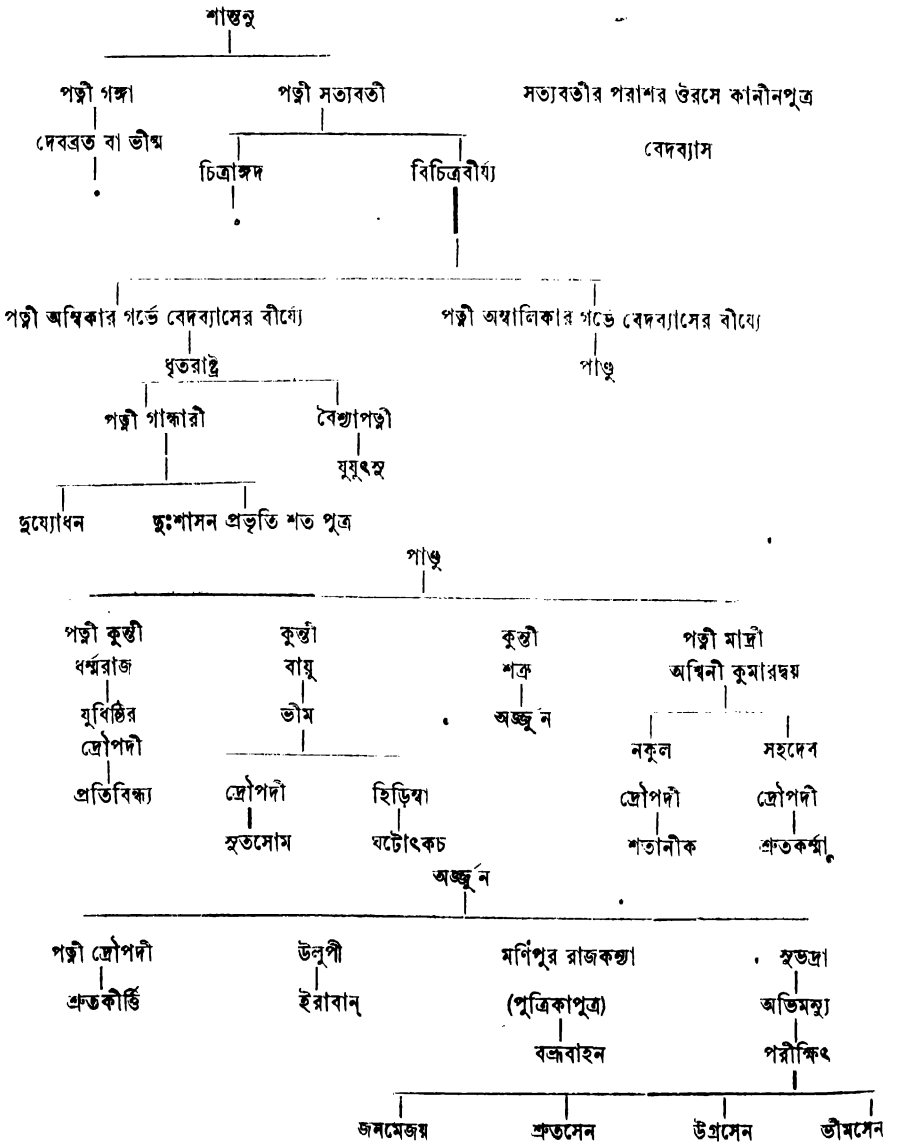 শান্তনু
পত্নী গঙ্গা পত্নী সত্যবতী সত্যবতীর পরাশর ঔরসে কানীনপুত্র
দেবব্রত বা ভীষ্ম বেদব্যাস
চিত্রাঙ্গদ বিচিত্রবীর্য্য
পত্নী অম্বিকার গর্ভে বেদব্যাসের বীর্য্যে পত্নী অম্বালিকার গর্ভে বেদব্যাসের বীর্য্যে
ধৃতরাষ্ট্র পাণ্ডু
পত্নী গান্ধারী বৈশ্যাপত্নী
যুযুৎসু
দুর্য্যোধন দুঃশাসন প্রভৃতি শত পুত্র
পাণ্ডু
পত্নী কুন্তী কুন্তী কুন্তী পত্নী মাদ্রী
ধর্ম্মরাজ বায়ু শক্র অশ্বিনী কুমারদ্বয়
যুধিষ্ঠির ভীম অর্জ্জুন
দ্রৌপদী নকুল সহদেব
প্রতিবিন্ধ্য দ্রৌপদী হিড়িম্বা দ্রৌপদী দ্রৌপদী
সুতসোম ঘটোৎকচ শতানীক শ্রুতকর্ম্মা
অর্জ্জুন
পত্নী দ্রৌপদী উলুপী মণিপুর রাজকন্যা সুভদ্রা
শ্রুতকীর্ত্তি ইরাবান্ (পুত্রিকাপুত্র) অভিমন্যু
বভ্রুবাহন পরীক্ষিৎ
জনমেজয় শ্রুতসেন উগ্রসেন ভীমসেন